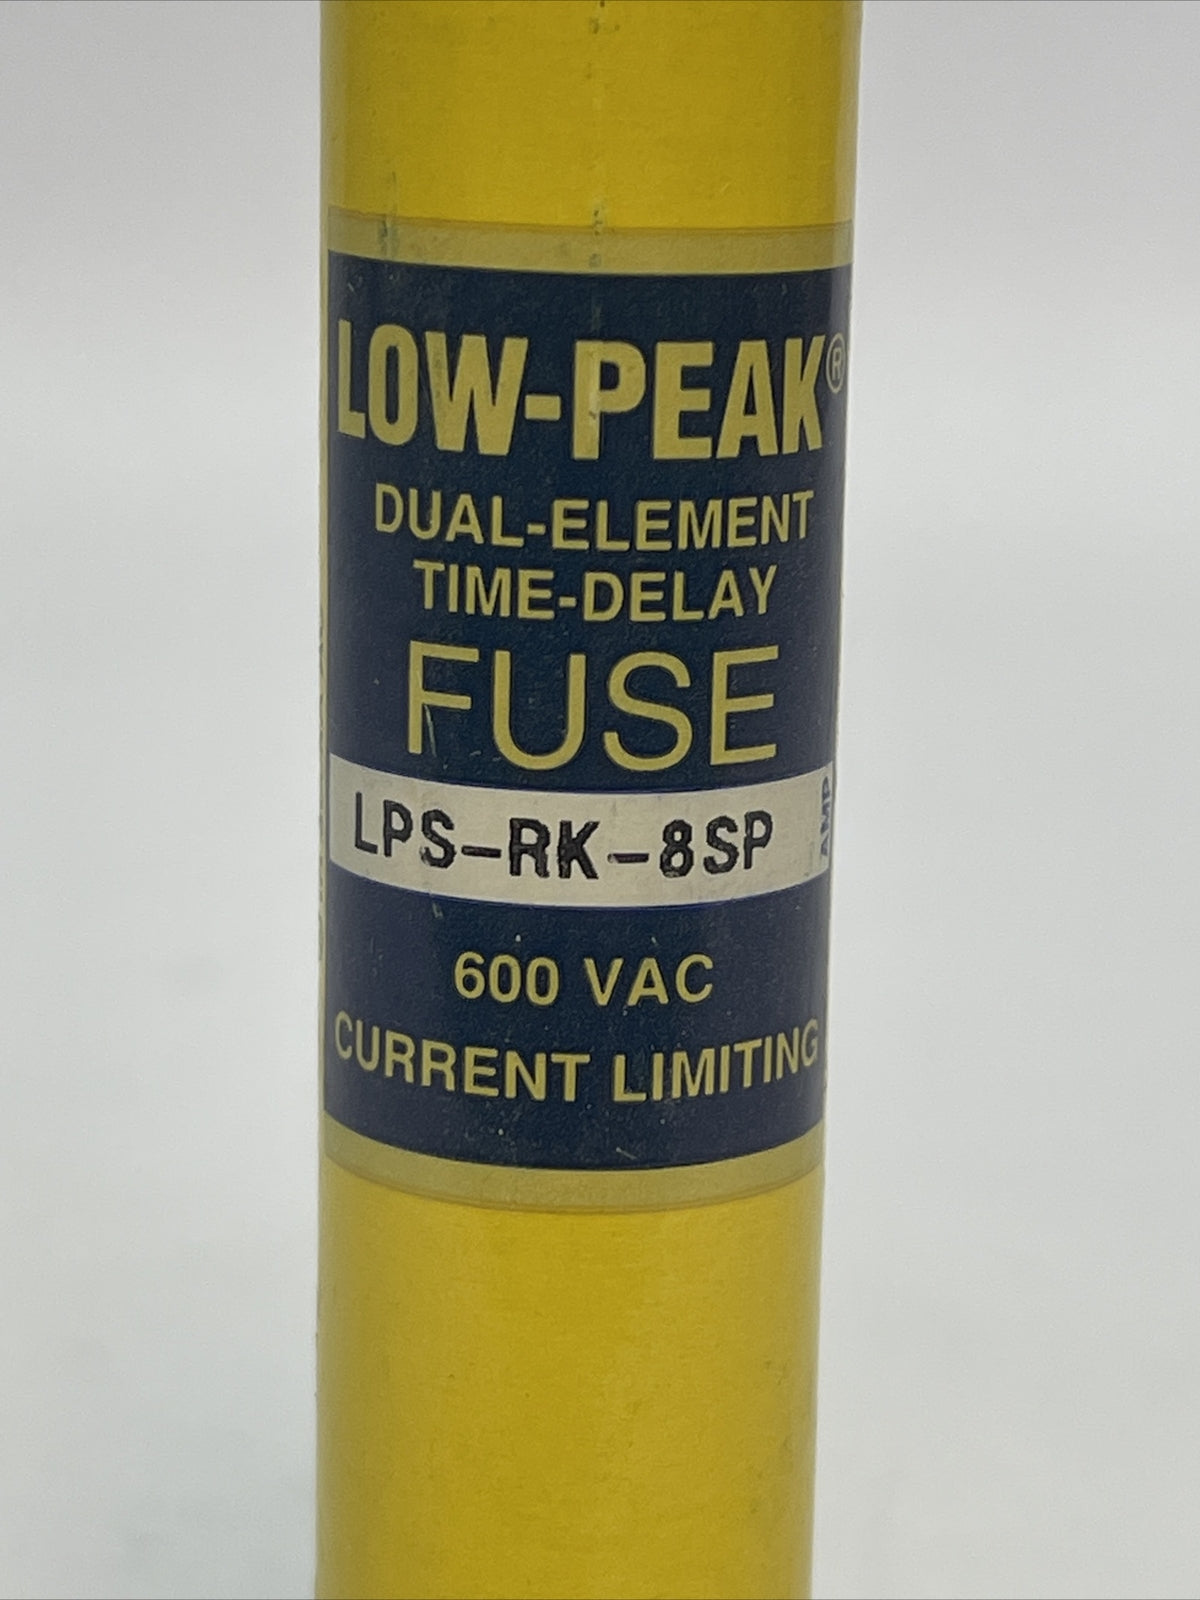 LOW-PEAK®
DUAL-ELEMENT
TIME-DELAY
FUSE
LPS-RK-8SP
AMP
600 VAC
CURRENT LIMITING